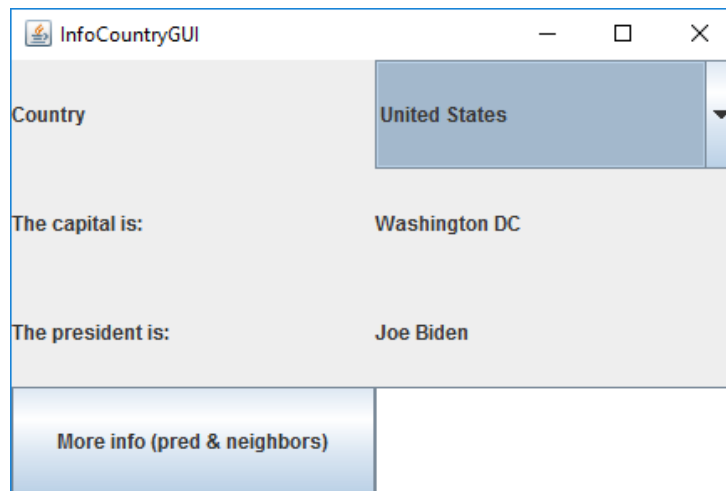 InfoCountryGUI
Country
United States
The capital is:
Washington DC
The president is:
Joe Biden
More info (pred & neighbors)